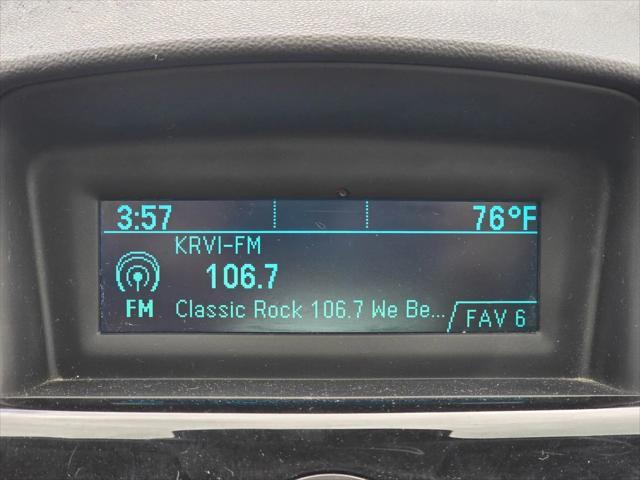 3:57 76°F
KRVI-FM
106.7
FM Classic Rock 106.7 We Be... FAV 6